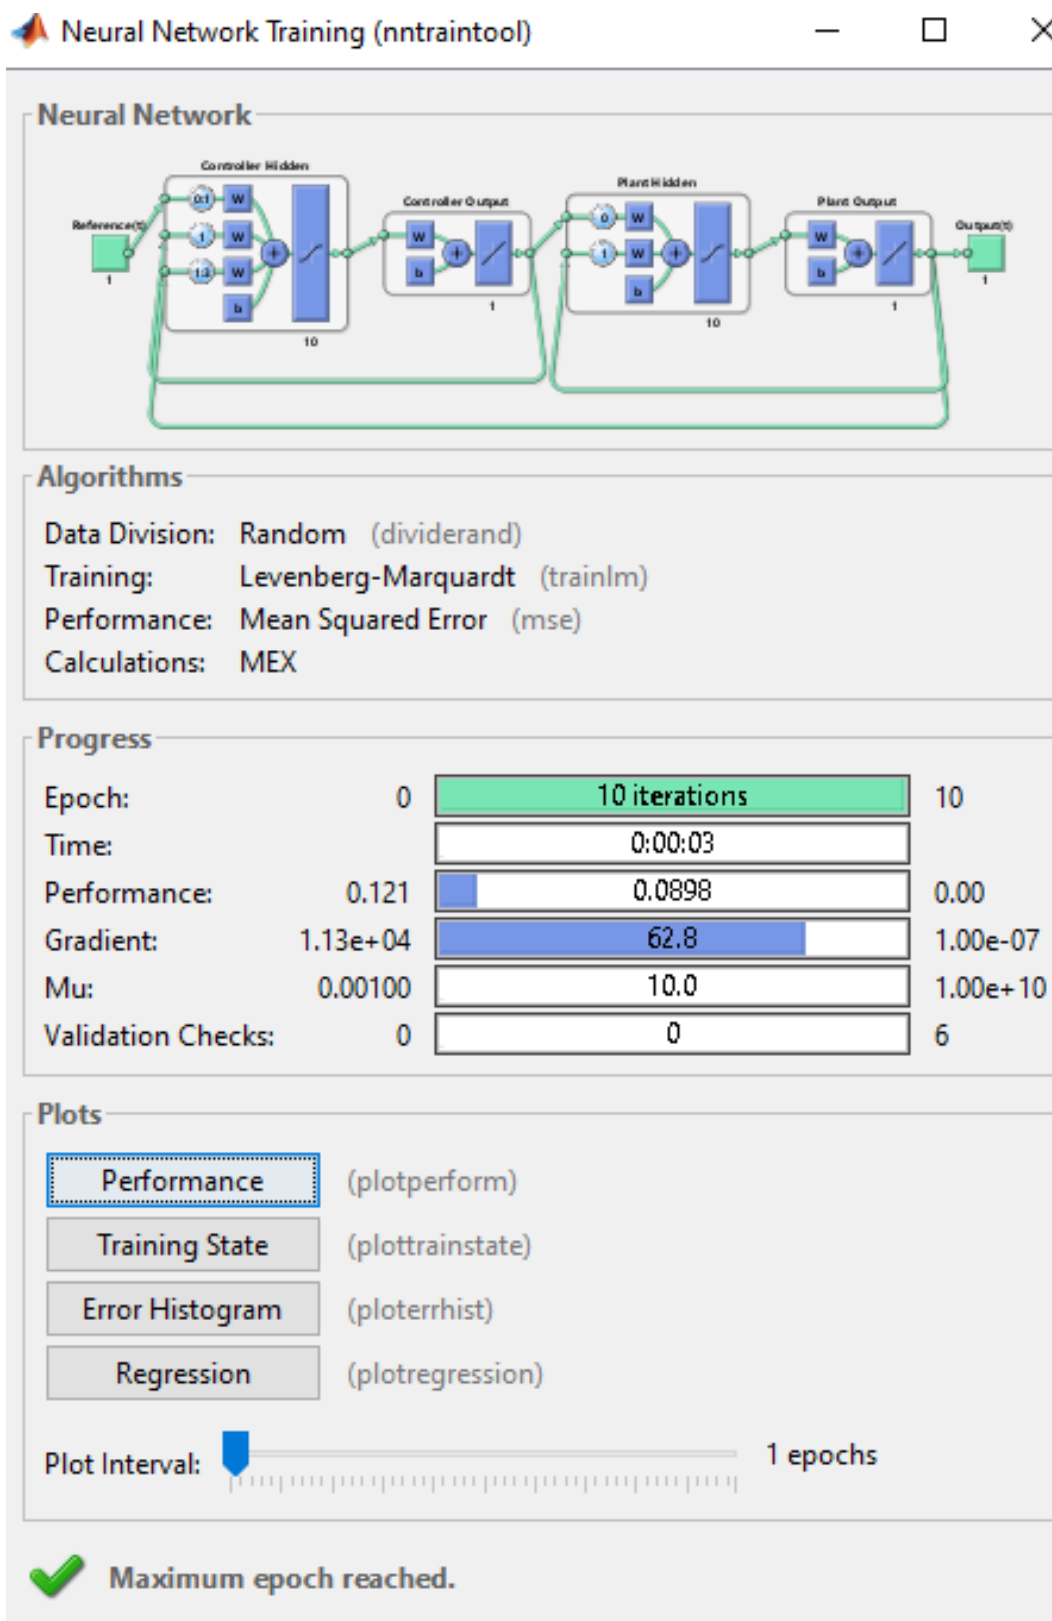 Neural Network Training (nntraintool)
Neural Network
Controller Hidden
Controller Output
Plant Hidden
Plant Output
Reference(t)
Output(t)
0:1 W
1 W
1:2 W
b
W
b
0 W
1 W
b
W
b
1
10
1
10
1
1
Algorithms
Data Division: Random (dividerand)
Training: Levenberg-Marquardt (trainlm)
Performance: Mean Squared Error (mse)
Calculations: MEX
Progress
Epoch: 0 10 iterations 10
Time: 0:00:03
Performance: 0.121 0.0898 0.00
Gradient: 1.13e+04 62.8 1.00e-07
Mu: 0.00100 10.0 1.00e+10
Validation Checks: 0 0 6
Plots
Performance (plotperform)
Training State (plottrainstate)
Error Histogram (ploterrhist)
Regression (plotregression)
Plot Interval: 1 epochs
Maximum epoch reached.